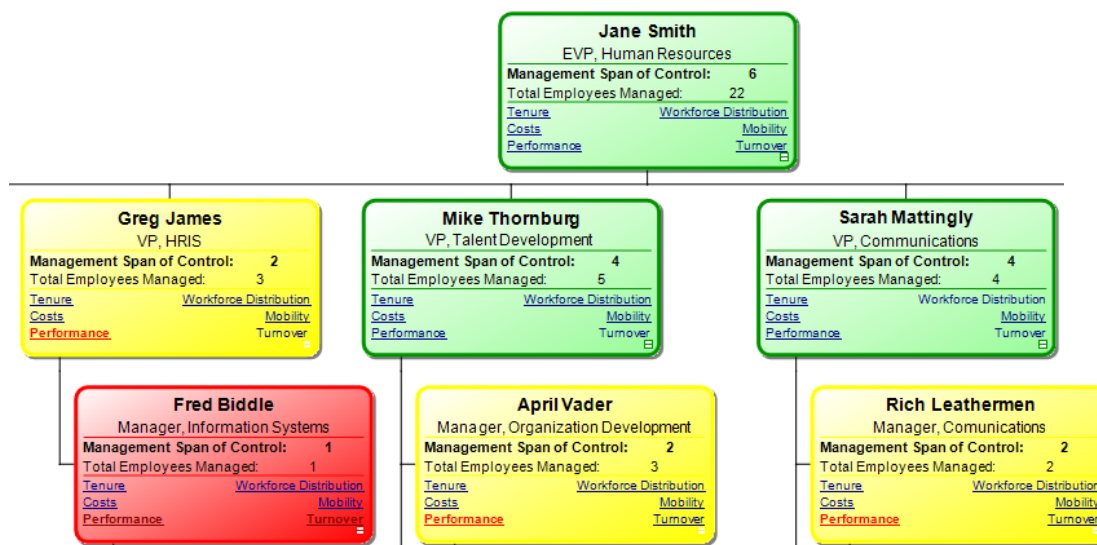 Jane Smith
EVP, Human Resources
Management Span of Control: 6
Total Employees Managed: 22
Tenure Workforce Distribution
Costs Mobility
Performance Turnover
Greg James
VP, HRIS
Management Span of Control: 2
Total Employees Managed: 3
Tenure Workforce Distribution
Costs Mobility
Performance Turnover
Mike Thornburg
VP, Talent Development
Management Span of Control: 4
Total Employees Managed: 5
Tenure Workforce Distribution
Costs Mobility
Performance Turnover
Sarah Mattingly
VP, Communications
Management Span of Control: 4
Total Employees Managed: 4
Tenure Workforce Distribution
Costs Mobility
Performance Turnover
Fred Biddle
Manager, Information Systems
Management Span of Control: 1
Total Employees Managed: 1
Tenure Workforce Distribution
Costs Mobility
Performance Turnover
April Vader
Manager, Organization Development
Management Span of Control: 2
Total Employees Managed: 3
Tenure Workforce Distribution
Costs Mobility
Performance Turnover
Rich Leathermen
Manager, Comunications
Management Span of Control: 2
Total Employees Managed: 2
Tenure Workforce Distribution
Costs Mobility
Performance Turnover